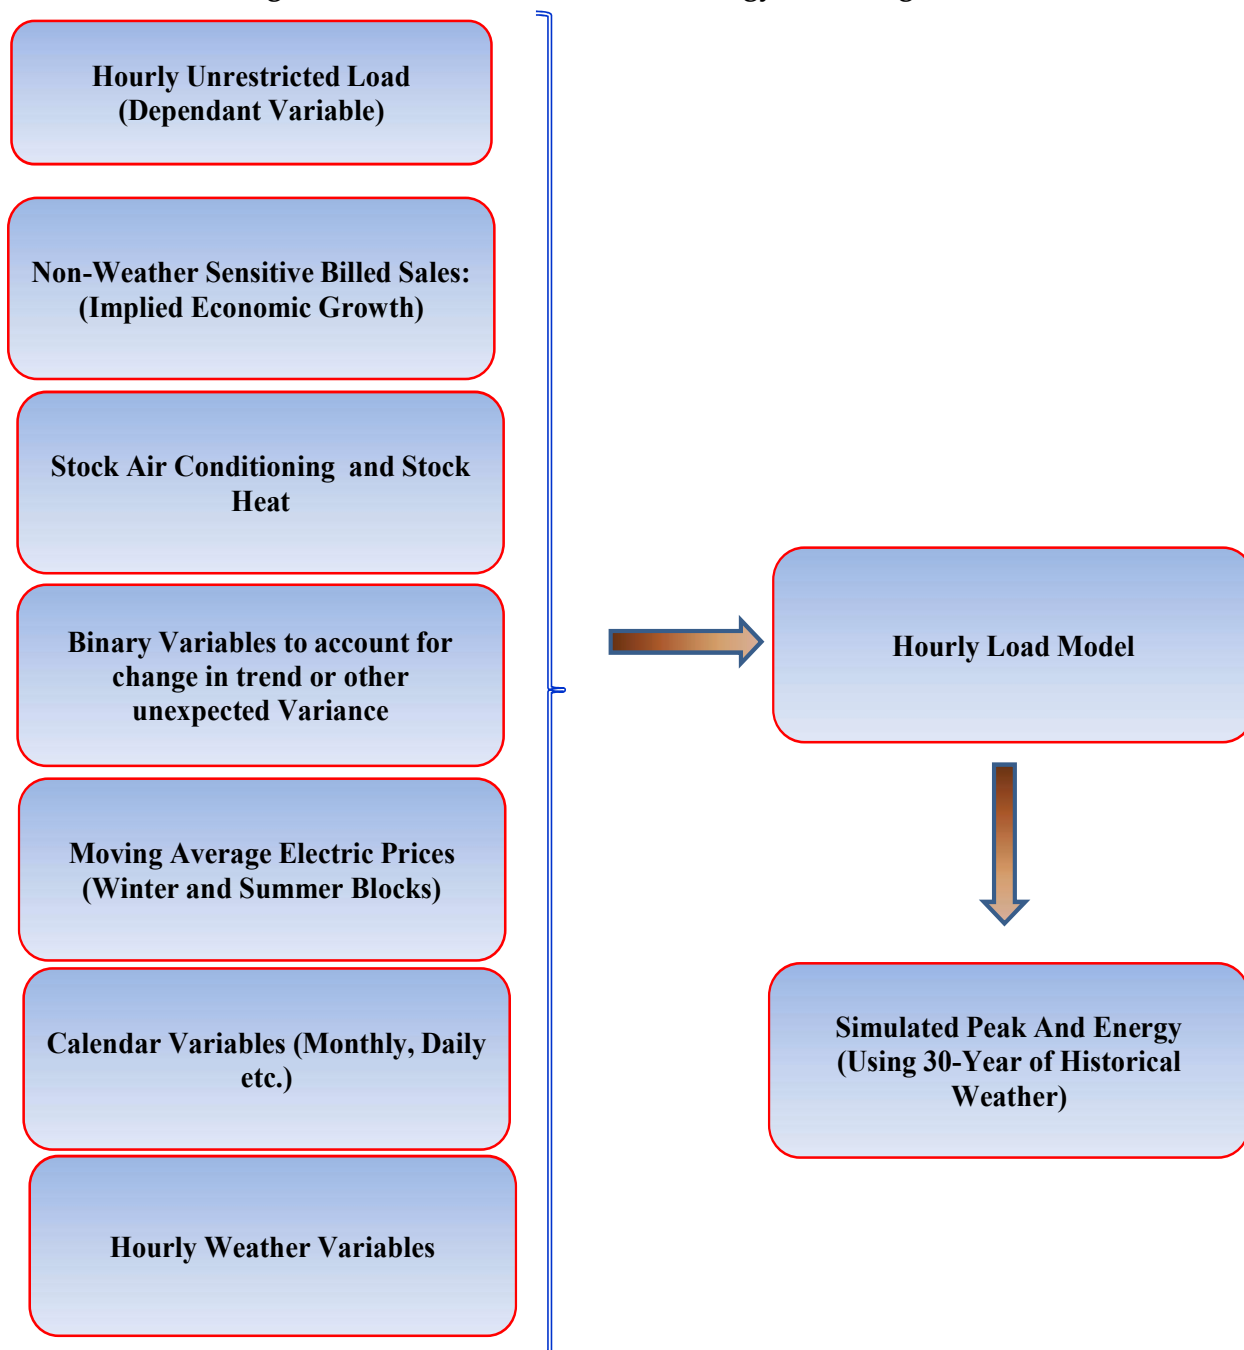 Hourly Unrestricted Load
(Dependant Variable)
Non-Weather Sensitive Billed Sales:
(Implied Economic Growth)
Stock Air Conditioning and Stock
Heat
Binary Variables to account for
change in trend or other
unexpected Variance
Moving Average Electric Prices
(Winter and Summer Blocks)
Calendar Variables (Monthly, Daily
etc.)
Hourly Weather Variables
Hourly Load Model
Simulated Peak And Energy
(Using 30-Year of Historical
Weather)